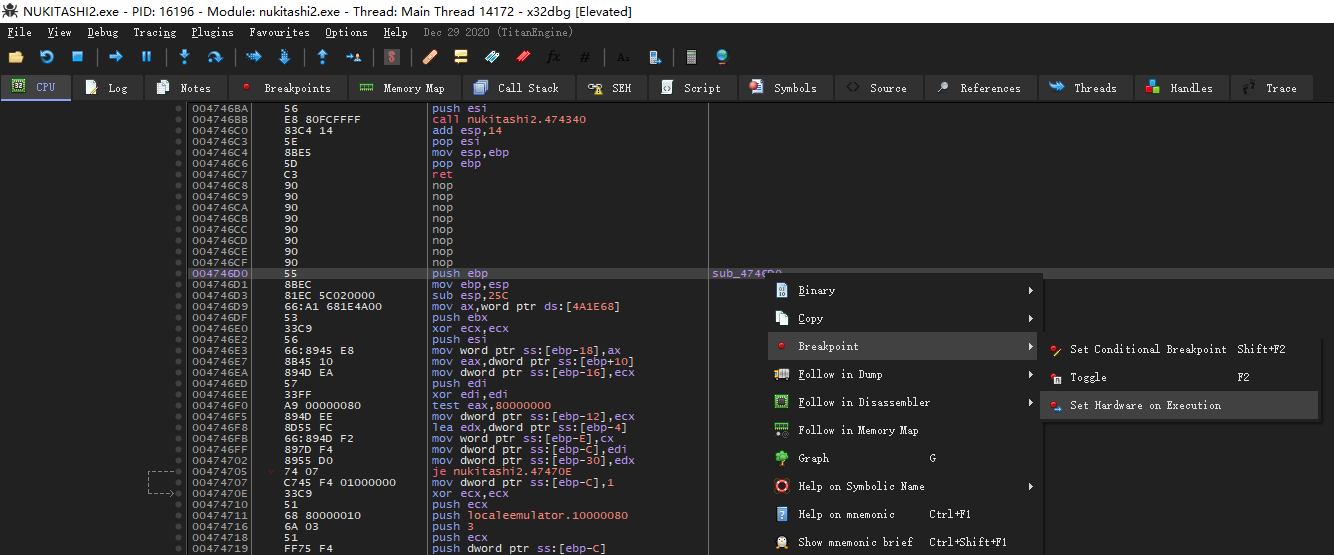 NUKITASHI2.exe - PID: 16196 - Module: nukitashi2.exe - Thread: Main Thread 14172 - x32dbg [Elevated]
File View Debug Tracing Plugins Favourites Options Help Dec 29 2020 (TitanEngine)
CPU Log Notes Breakpoints Memory Map Call Stack SEH Script Symbols Source References Threads Handles Trace
004746BA 56 push esi
004746BB E8 80FCFFFF call nukitashi2.474340
004746C0 83C4 14 add esp,14
004746C3 5E pop esi
004746C4 8BE5 mov esp,ebp
004746C6 5D pop ebp
004746C7 C3 ret
004746C8 90 nop
004746C9 90 nop
004746CA 90 nop
004746CB 90 nop
004746CC 90 nop
004746CD 90 nop
004746CE 90 nop
004746CF 90 nop
004746D0 55 push ebp sub_4746D0
004746D1 8BEC mov ebp,esp
004746D3 81EC 5C020000 sub esp,25C
004746D9 66:A1 681E4A00 mov ax,word ptr ds:[4A1E68]
004746DF 53 push ebx
004746E0 33C9 xor ecx,ecx
004746E2 56 push esi
004746E3 66:8945 E8 mov word ptr ss:[ebp-18],ax
004746E7 8B45 10 mov eax,dword ptr ss:[ebp+10]
004746EA 894D EA mov dword ptr ss:[ebp-16],ecx
004746ED 57 push edi
004746EE 33FF xor edi,edi
004746F0 A9 00000080 test eax,80000000
004746F5 894D EE mov dword ptr ss:[ebp-12],ecx
004746F8 8D55 FC lea edx,dword ptr ss:[ebp-4]
004746FB 66:894D F2 mov word ptr ss:[ebp-E],cx
004746FF 897D F4 mov dword ptr ss:[ebp-C],edi
00474702 8955 D0 mov dword ptr ss:[ebp-30],edx
00474705 74 07 je nukitashi2.47470E
00474707 C745 F4 01000000 mov dword ptr ss:[ebp-C],1
0047470E 33C9 xor ecx,ecx
00474710 51 push ecx
00474711 68 80000010 push localeemulator.10000080
00474716 6A 03 push 3
00474718 51 push ecx
00474719 FF75 F4 push dword ptr ss:[ebp-C]
Binary
Copy
Breakpoint
Follow in Dump
Follow in Disassembler
Follow in Memory Map
Graph G
Help on Symbolic Name
Help on mnemonic Ctrl+F1
Show mnemonic brief Ctrl+Shift+F1
Set Conditional Breakpoint Shift+F2
Toggle F2
Set Hardware on Execution